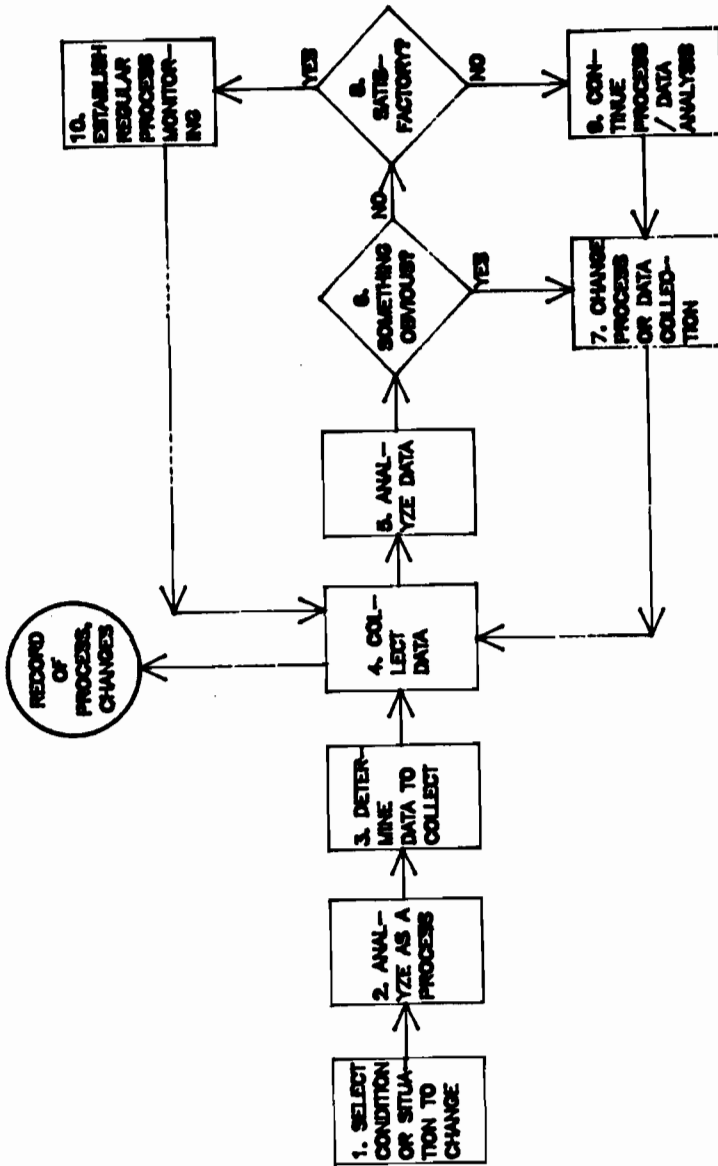 1. SELECT
CONDITION
OR SITUA-
TION TO
CHANGE
2. ANAL-
YZE AS A
PROCESS
3. DETER-
MINE
DATA TO
COLLECT
4. COL-
LECT
DATA
RECORD
OF
PROCESS,
CHANGES
5. ANAL-
YZE DATA
6.
SOMETHING
OBVIOUS?
NO
YES
7. CHANGE
PROCESS
OR DATA
COLLEC-
TION
8.
SATIS-
FACTORY?
YES
NO
9. CON-
TINUE
PROCESS
/ DATA
ANALYSIS
10.
ESTABLISH
REGULAR
PROCESS
MONITOR-
ING